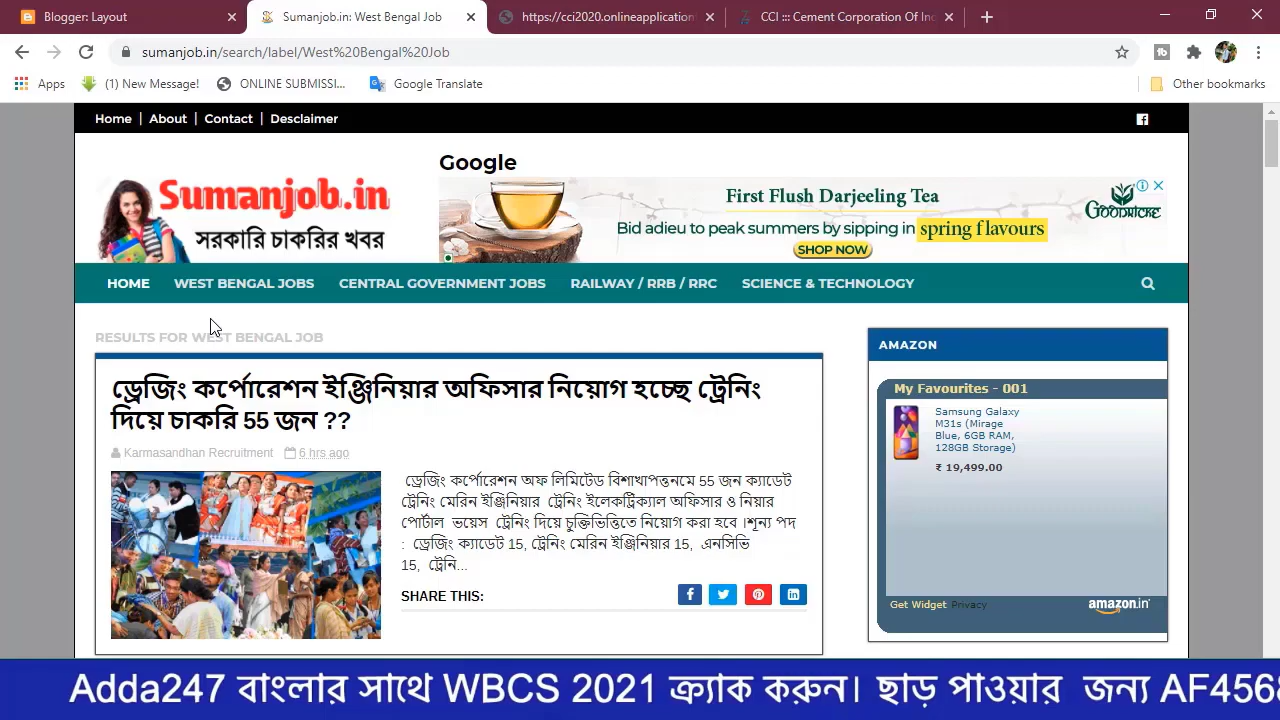 Blogger: Layout
Sumanjob.in: West Bengal Job
https://cci2020.onlineapplication
CCI ::: Cement Corporation Of Inc
sumanjob.in/search/label/West%20Bengal%20Job
Apps
(1) New Message!
ONLINE SUBMISSI...
Google Translate
Other bookmarks
Home | About | Contact | Desclaimer
Google
Sumanjob.in
সরকারি চাকরির খবর
First Flush Darjeeling Tea
Bid adieu to peak summers by sipping in spring flavours
SHOP NOW
GOODRICKE
HOME WEST BENGAL JOBS CENTRAL GOVERNMENT JOBS RAILWAY / RRB / RRC SCIENCE & TECHNOLOGY
RESULTS FOR WEST BENGAL JOB
ড্রেজিং কর্পোরেশন ইঞ্জিনিয়ার অফিসার নিয়োগ হচ্ছে ট্রেনিং
দিয়ে চাকরি 55 জন ??
Karmasandhan Recruitment 6 hrs ago
ড্রেজিং কর্পোরেশন অফ লিমিটেড বিশাখাপত্তনমে 55 জন ক্যাডেট
ট্রেনিং মেরিন ইঞ্জিনিয়ার ট্রেনিং ইলেকট্রিক্যাল অফিসার ও নিয়ার
পোর্টাল ভয়েস ট্রেনিং দিয়ে চুক্তিভিত্তিতে নিয়োগ করা হবে ।শূন্য পদ
: ড্রেজিং ক্যাডেট 15, ট্রেনিং মেরিন ইঞ্জিনিয়ার 15, এনসিভি
15, ট্রেনি...
SHARE THIS:
AMAZON
My Favourites - 001
Samsung Galaxy
M31s (Mirage
Blue, 6GB RAM,
128GB Storage)
₹ 19,499.00
Get Widget Privacy
amazon.in
Adda247 বাংলার সাথে WBCS 2021 ক্র্যাক করুন। ছাড় পাওয়ার জন্য AF456